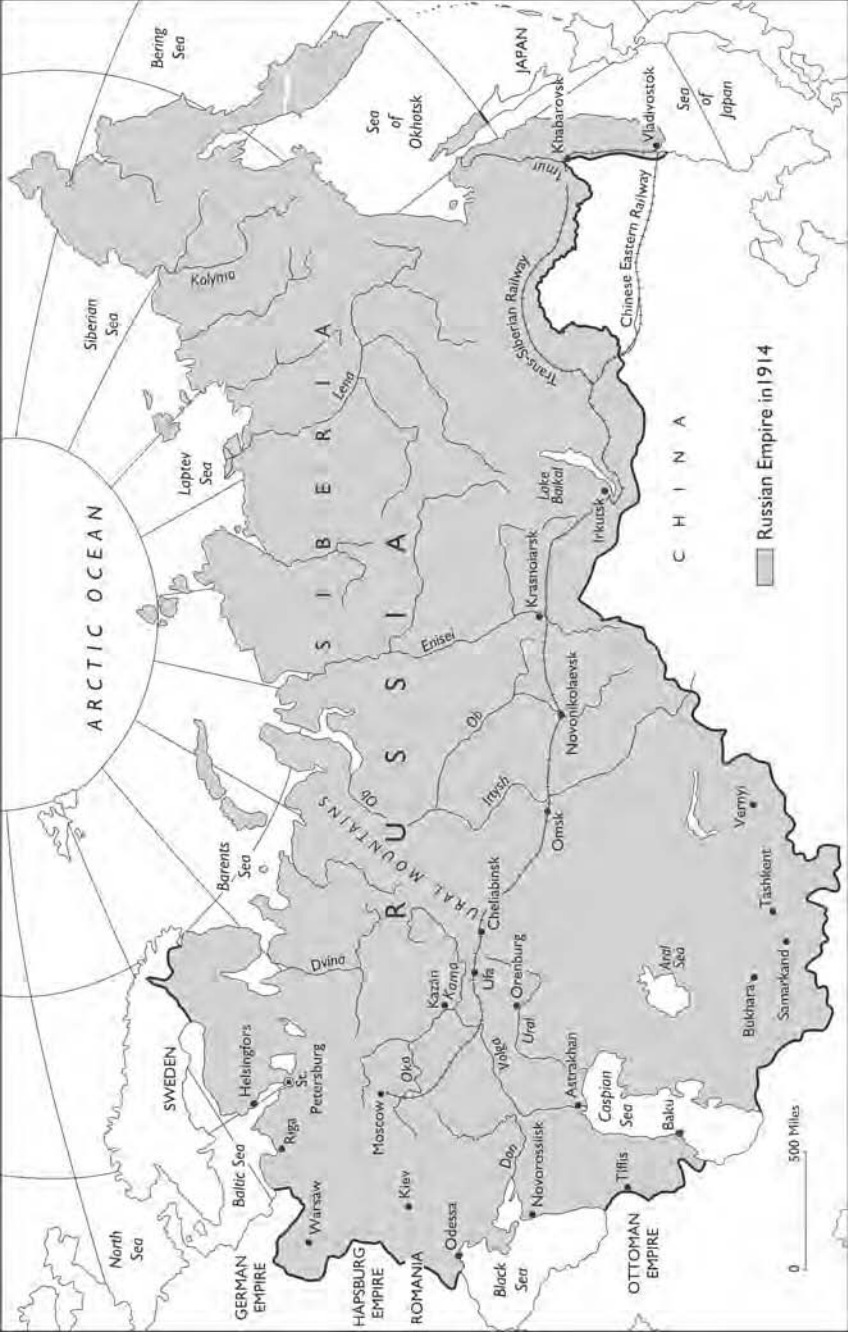 ARCTIC OCEAN
Bering
Sea
Siberian
Sea
Laptev
Sea
Barents
Sea
Sea
of
Okhotsk
JAPAN
Sea
of
Japan
North
Sea
SWEDEN
Baltic Sea
GERMAN
EMPIRE
HAPSBURG
EMPIRE
ROMANIA
Black
Sea
OTTOMAN
EMPIRE
Caspian
Sea
Aral
Sea
CHINA
RUSSIA
SIBERIA
URAL MOUNTAINS
Helsingfors
St.
Petersburg
Riga
Warsaw
Moscow
Kiev
Odessa
Novorossiisk
Tiflis
Baku
Astrakhan
Kazan
Ufa
Orenburg
Cheliabinsk
Omsk
Novonikolaevsk
Krasnoiarsk
Irkutsk
Lake
Baikal
Khabarovsk
Vladivostok
Bukhara
Samarkand
Tashkent
Vernyi
Dvina
Kama
Oka
Volga
Ural
Don
Ob
Ob
Irtysh
Enisei
Lena
Kolyma
Amur
Trans-Siberian Railway
Chinese Eastern Railway
Russian Empire in 1914
0 500 Miles